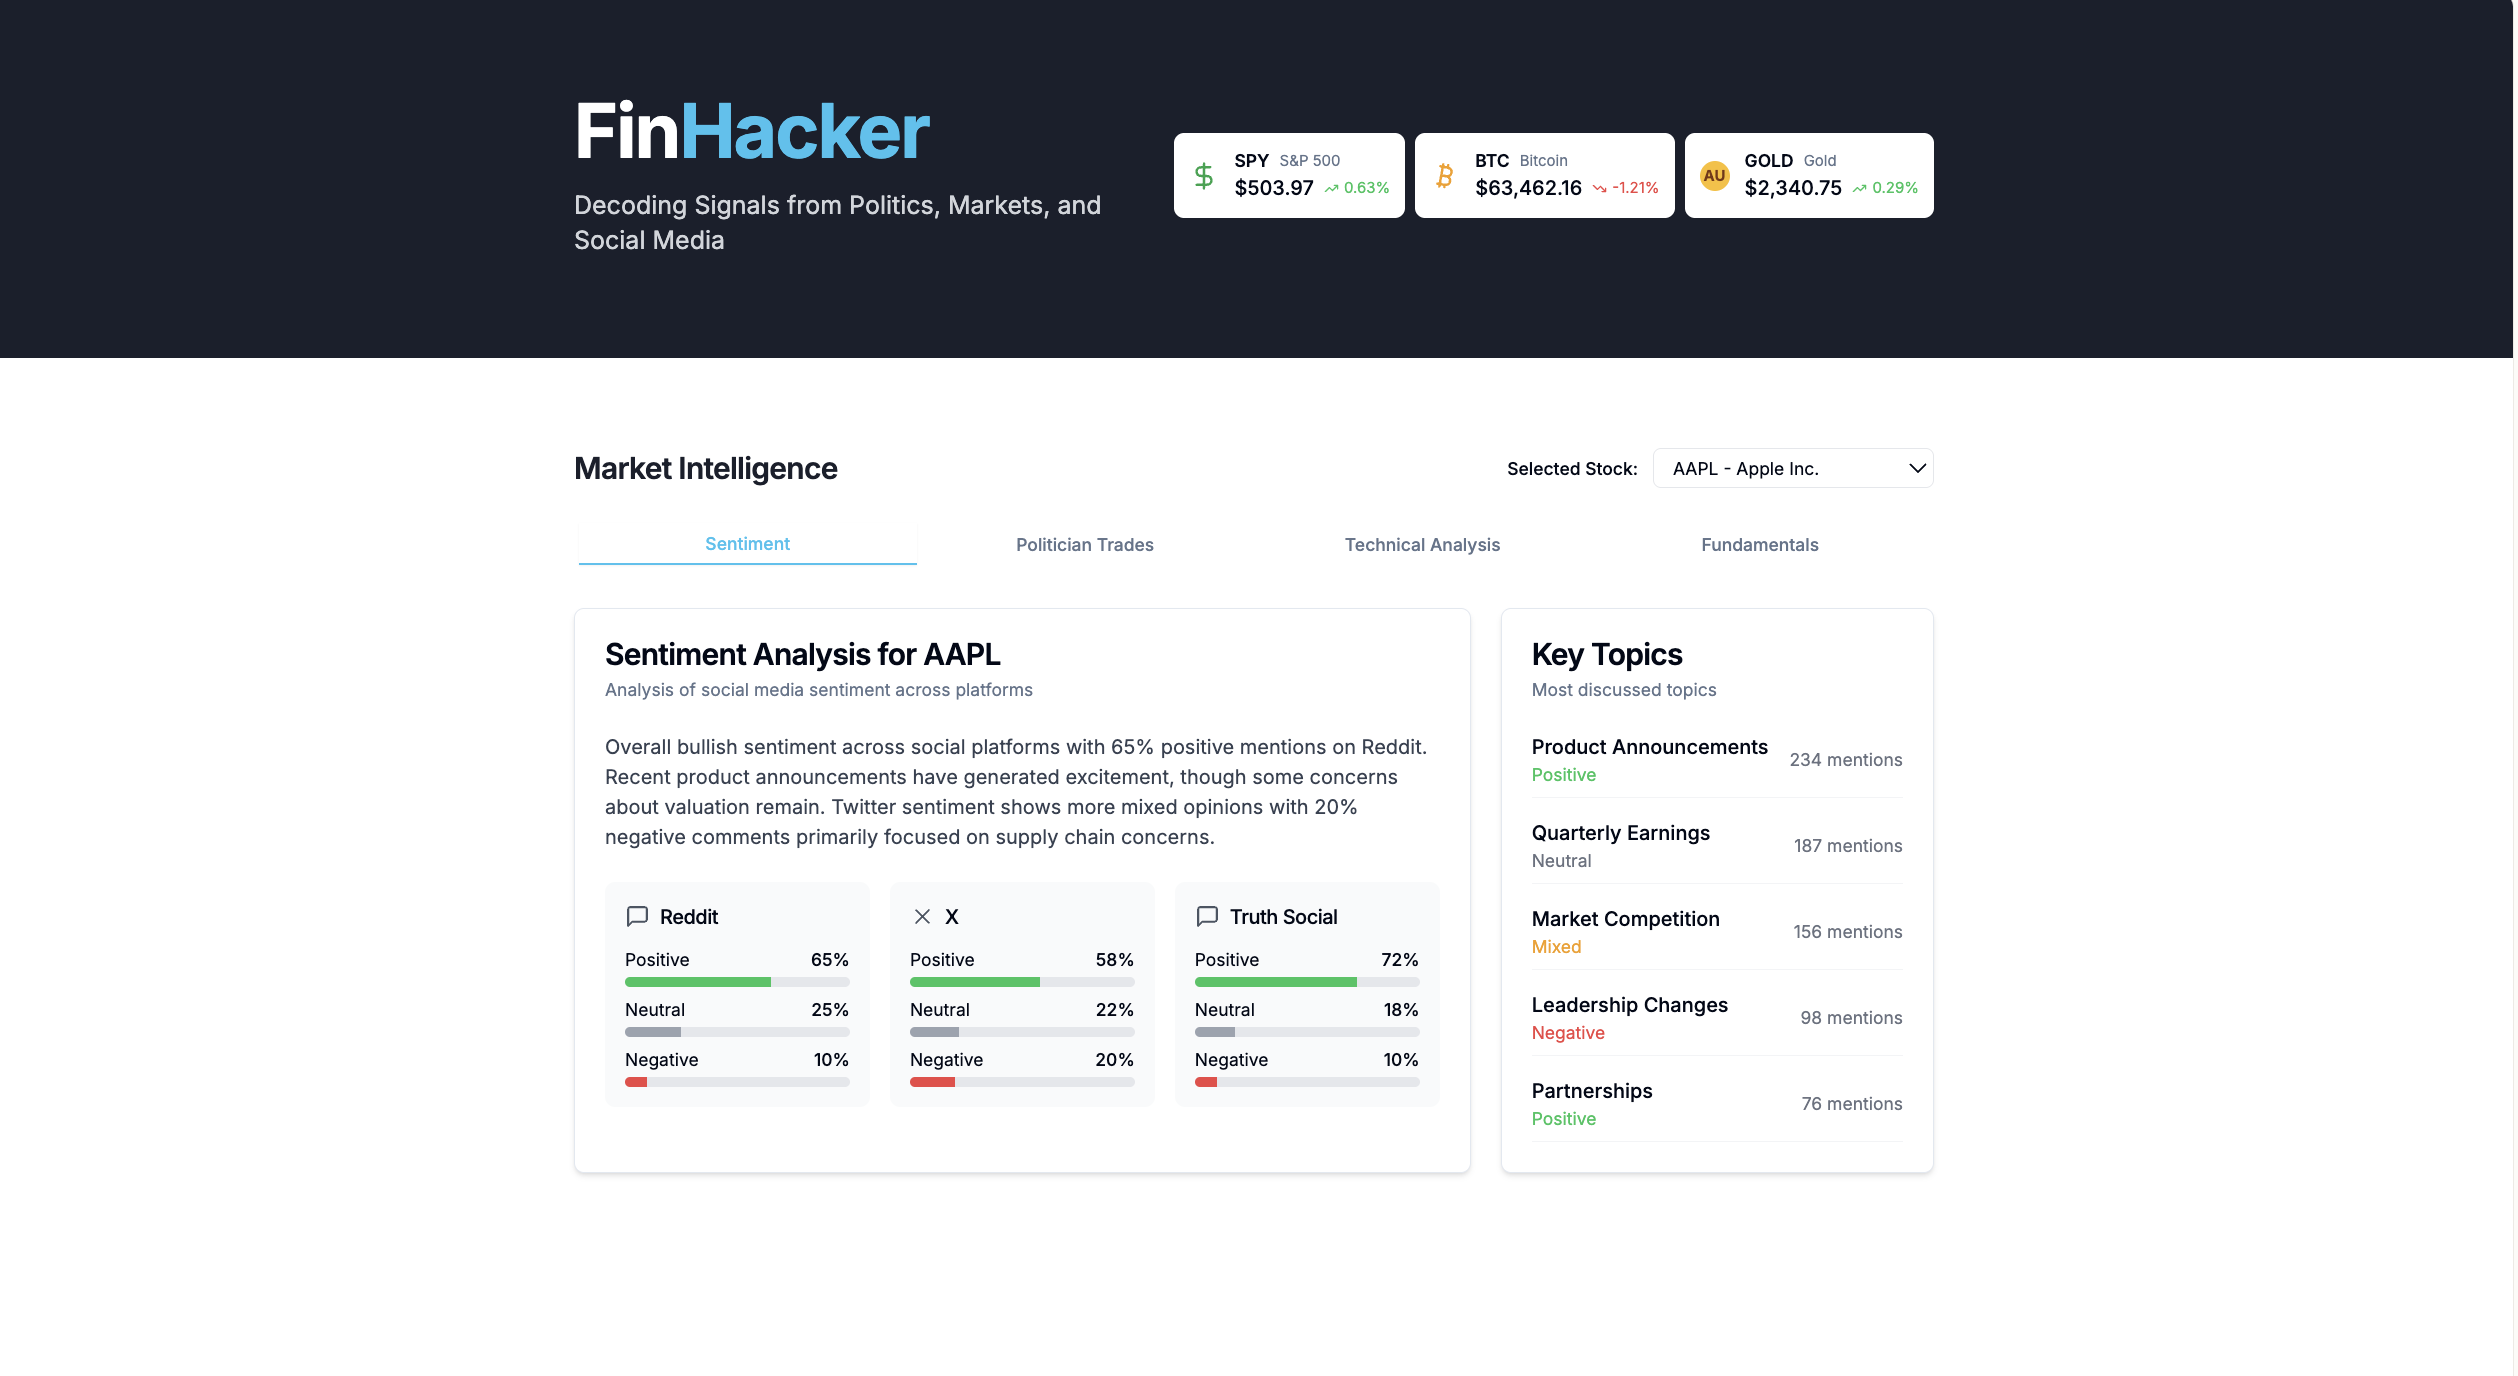 FinHacker
Decoding Signals from Politics, Markets, and
Social Media
SPY S&P 500
$503.97 0.63%
BTC Bitcoin
$63,462.16 -1.21%
AU
GOLD Gold
$2,340.75 0.29%
Market Intelligence
Selected Stock: AAPL - Apple Inc.
Sentiment
Politician Trades
Technical Analysis
Fundamentals
Sentiment Analysis for AAPL
Analysis of social media sentiment across platforms
Overall bullish sentiment across social platforms with 65% positive mentions on Reddit.
Recent product announcements have generated excitement, though some concerns
about valuation remain. Twitter sentiment shows more mixed opinions with 20%
negative comments primarily focused on supply chain concerns.
Reddit
Positive 65%
Neutral 25%
Negative 10%
X
Positive 58%
Neutral 22%
Negative 20%
Truth Social
Positive 72%
Neutral 18%
Negative 10%
Key Topics
Most discussed topics
Product Announcements
Positive
234 mentions
Quarterly Earnings
Neutral
187 mentions
Market Competition
Mixed
156 mentions
Leadership Changes
Negative
98 mentions
Partnerships
Positive
76 mentions